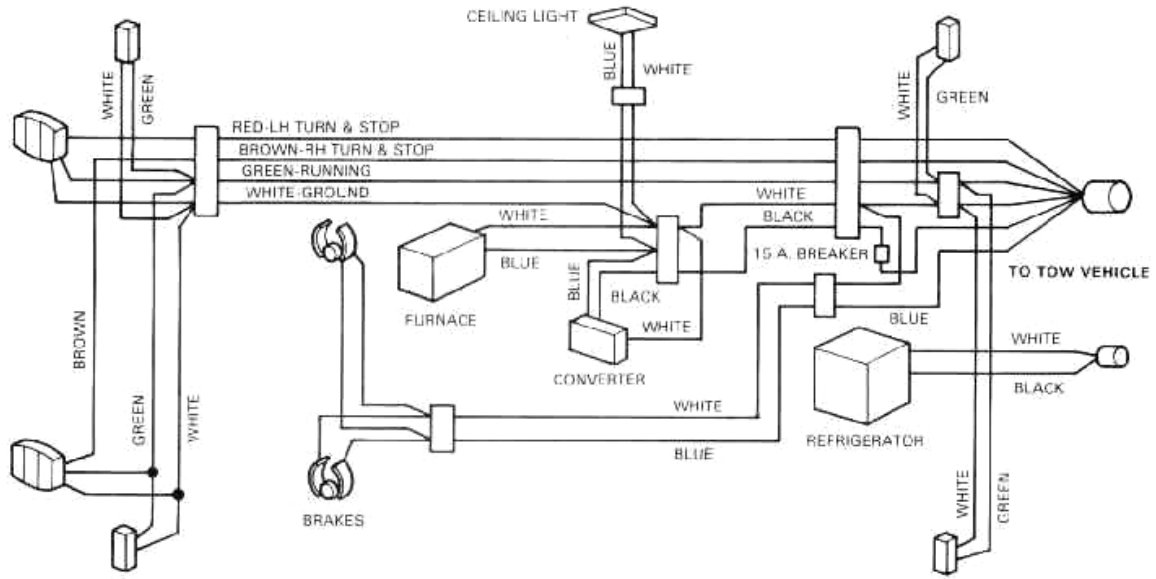 CEILING LIGHT
BLUE
WHITE
WHITE
GREEN
WHITE
GREEN
RED-LH TURN & STOP
BROWN-RH TURN & STOP
GREEN-RUNNING
WHITE-GROUND
WHITE
WHITE
BLACK
BLUE
15 A. BREAKER
BLUE
BLACK
TO TOW VEHICLE
FURNACE
WHITE
BLUE
BROWN
CONVERTER
WHITE
BLACK
GREEN
WHITE
WHITE
REFRIGERATOR
BLUE
WHITE
GREEN
BRAKES